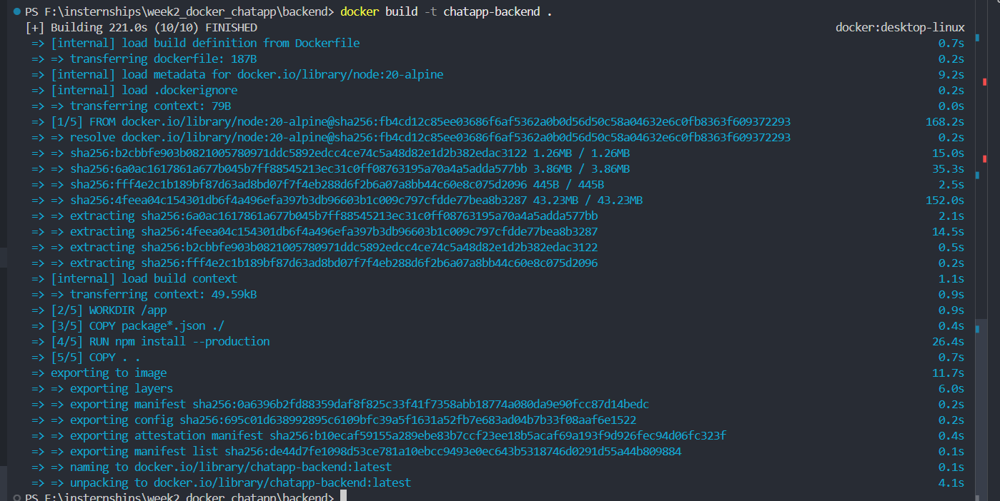 PS F:\insternships\week2_docker_chatapp\backend> docker build -t chatapp-backend .
[+] Building 221.0s (10/10) FINISHED docker:desktop-linux
=> [internal] load build definition from Dockerfile 0.7s
=> => transferring dockerfile: 187B 0.2s
=> [internal] load metadata for docker.io/library/node:20-alpine 9.2s
=> [internal] load .dockerignore 0.2s
=> => transferring context: 79B 0.0s
=> [1/5] FROM docker.io/library/node:20-alpine@sha256:fb4cd12c85ee03686f6af5362a0b0d56d50c58a04632e6c0fb8363f609372293 168.2s
=> => resolve docker.io/library/node:20-alpine@sha256:fb4cd12c85ee03686f6af5362a0b0d56d50c58a04632e6c0fb8363f609372293 0.2s
=> => sha256:b2cbbfe903b0821005780971ddc5892edcc4ce74c5a48d82e1d2b382edac3122 1.26MB / 1.26MB 15.0s
=> => sha256:6a0ac1617861a677b045b7ff88545213ec31c0ff08763195a70a4a5adda577bb 3.86MB / 3.86MB 35.3s
=> => sha256:fff4e2c1b189bf87d63ad8bd07f7f4eb288d6f2b6a07a8bb44c60e8c075d2096 445B / 445B 2.5s
=> => sha256:4feea04c154301db6f4a496efa397b3db96603b1c009c797cfdde77bea8b3287 43.23MB / 43.23MB 152.0s
=> => extracting sha256:6a0ac1617861a677b045b7ff88545213ec31c0ff08763195a70a4a5adda577bb 2.1s
=> => extracting sha256:4feea04c154301db6f4a496efa397b3db96603b1c009c797cfdde77bea8b3287 14.5s
=> => extracting sha256:b2cbbfe903b0821005780971ddc5892edcc4ce74c5a48d82e1d2b382edac3122 0.5s
=> => extracting sha256:fff4e2c1b189bf87d63ad8bd07f7f4eb288d6f2b6a07a8bb44c60e8c075d2096 0.2s
=> [internal] load build context 1.1s
=> => transferring context: 49.59kB 0.9s
=> [2/5] WORKDIR /app 0.9s
=> [3/5] COPY package*.json ./ 0.4s
=> [4/5] RUN npm install --production 26.4s
=> [5/5] COPY . . 0.7s
=> exporting to image 11.7s
=> => exporting layers 6.0s
=> => exporting manifest sha256:0a6396b2fd88359daf8f825c33f41f7358abb18774a080da9e90fcc87d14bedc 0.2s
=> => exporting config sha256:695c01d638992895c6109bfc39a5f1631a52fb7e683ad04b7b33f08aaf6e1522 0.2s
=> => exporting attestation manifest sha256:b10ecaf59155a289ebe83b7ccf23ee18b5acaf69a193f9d926fec94d06fc323f 0.4s
=> => exporting manifest list sha256:de44d7fe1098d53ce781a10ebcc9493e0ec643b5318746d0291d55a44b809884 0.1s
=> => naming to docker.io/library/chatapp-backend:latest 0.1s
=> => unpacking to docker.io/library/chatapp-backend:latest 4.1s
PS F:\insternships\week2_docker_chatapp\backend>